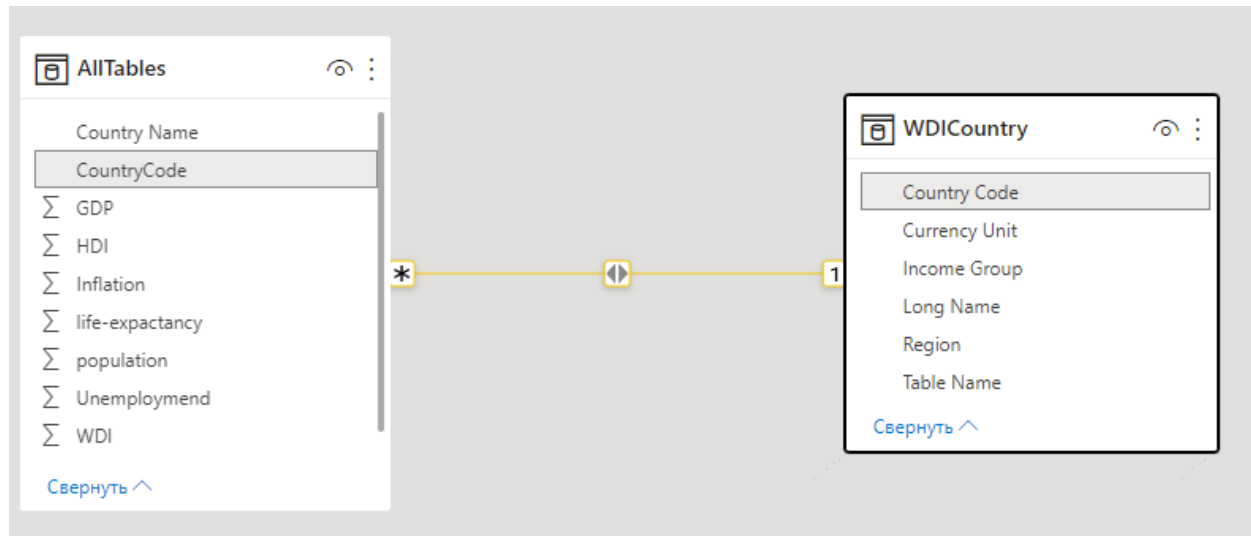 AllTables
Country Name
CountryCode
Σ GDP
Σ HDI
Σ Inflation
Σ life-expactancy
Σ population
Σ Unemploymend
Σ WDI
Свернуть
*
1
WDICountry
Country Code
Currency Unit
Income Group
Long Name
Region
Table Name
Свернуть